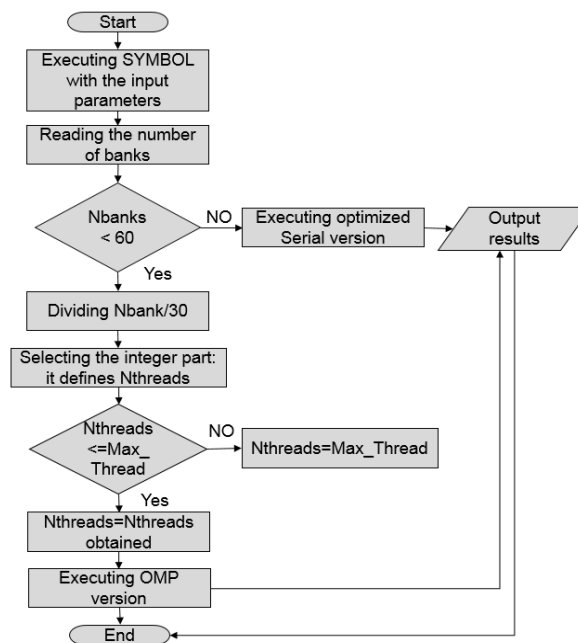 Start
Executing SYMBOL
with the input
parameters
Reading the number
of banks
Nbanks
< 60
NO
Executing optimized
Serial version
Output
results
Yes
Dividing Nbank/30
Selecting the integer part:
it defines Nthreads
Nthreads
<=Max_
Thread
NO
Nthreads=Max_Thread
Yes
Nthreads=Nthreads
obtained
Executing OMP
version
End